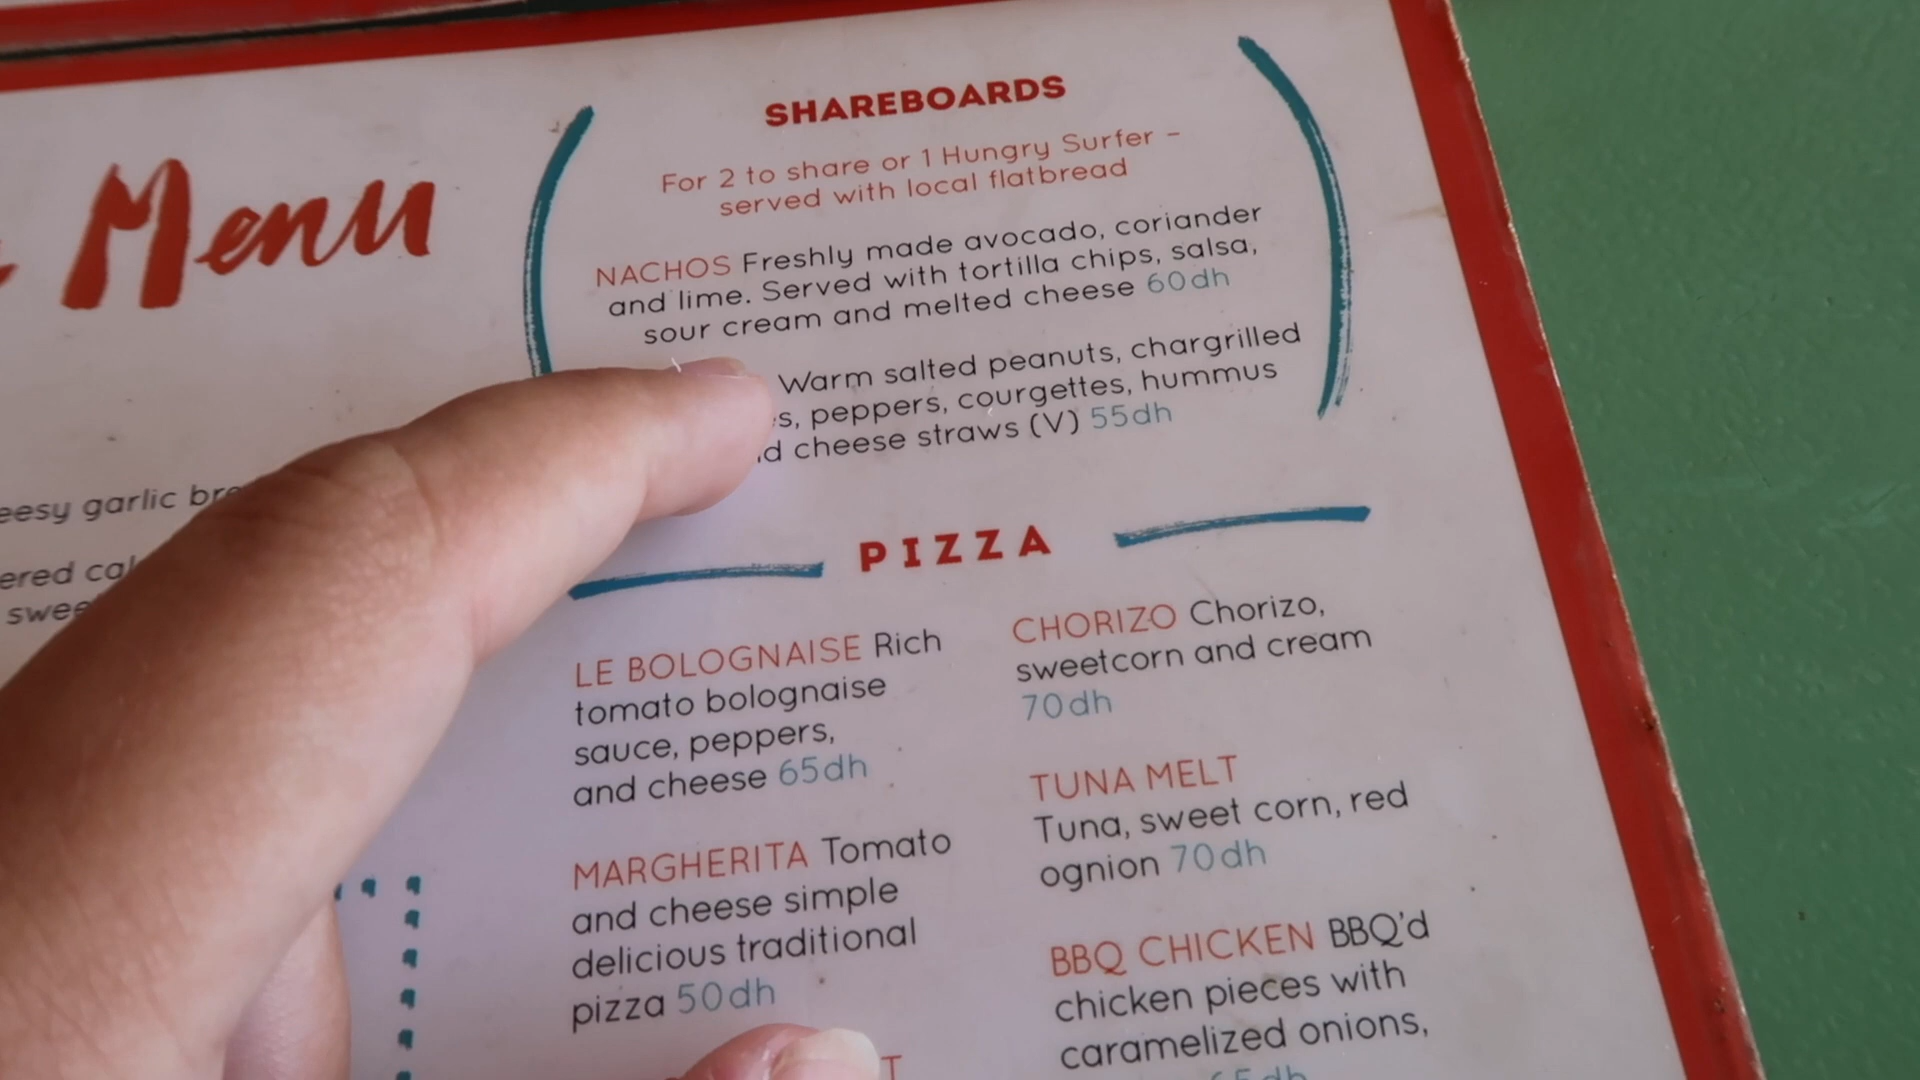 Menu
eesy garlic
ered
SHAREBOARDS
For 2 to share or 1 Hungry Surfer –
served with local flatbread
NACHOS Freshly made avocado, coriander
and lime. Served with tortilla chips, salsa,
sour cream and melted cheese 60dh
Warm salted peanuts, chargrilled
peppers, courgettes, hummus
cheese straws (V) 55dh
PIZZA
LE BOLOGNAISE Rich
tomato bolognaise
sauce, peppers,
and cheese 65dh
MARGHERITA Tomato
and cheese simple
delicious traditional
pizza 50dh
CHORIZO Chorizo,
sweetcorn and cream
70dh
TUNA MELT
Tuna, sweet corn, red
ognion 70dh
BBQ CHICKEN BBQ'd
chicken pieces with
caramelized onions,
65dh